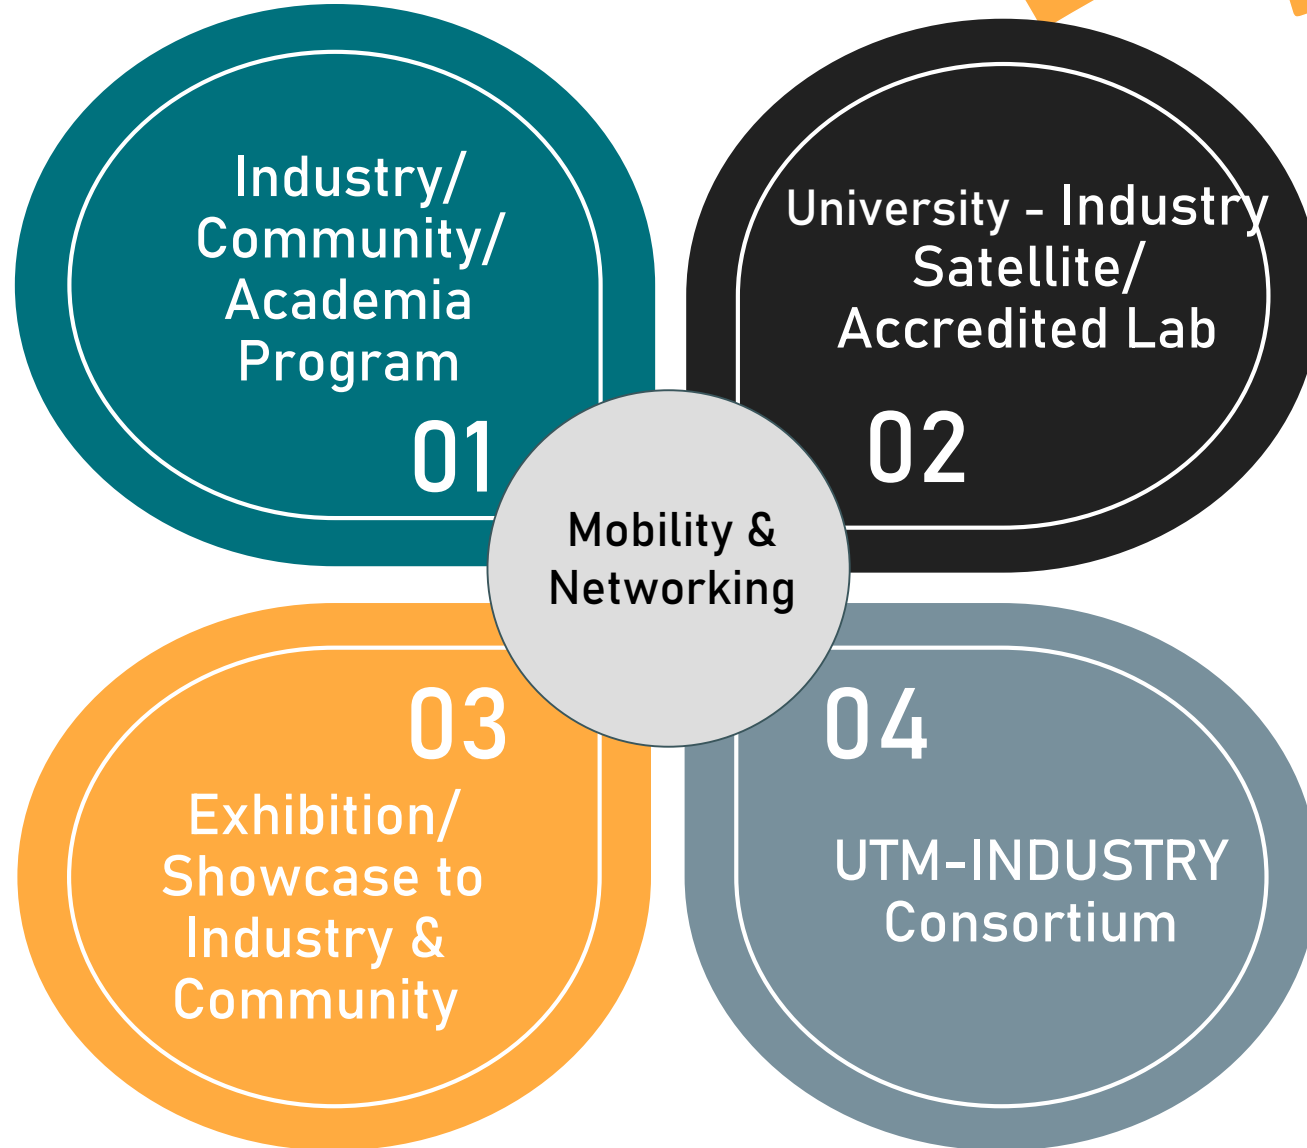 Industry/
Community/
Academia
Program
01
University - Industry
Satellite/
Accredited Lab
02
Mobility &
Networking
03
Exhibition/
Showcase to
Industry &
Community
04
UTM-INDUSTRY
Consortium